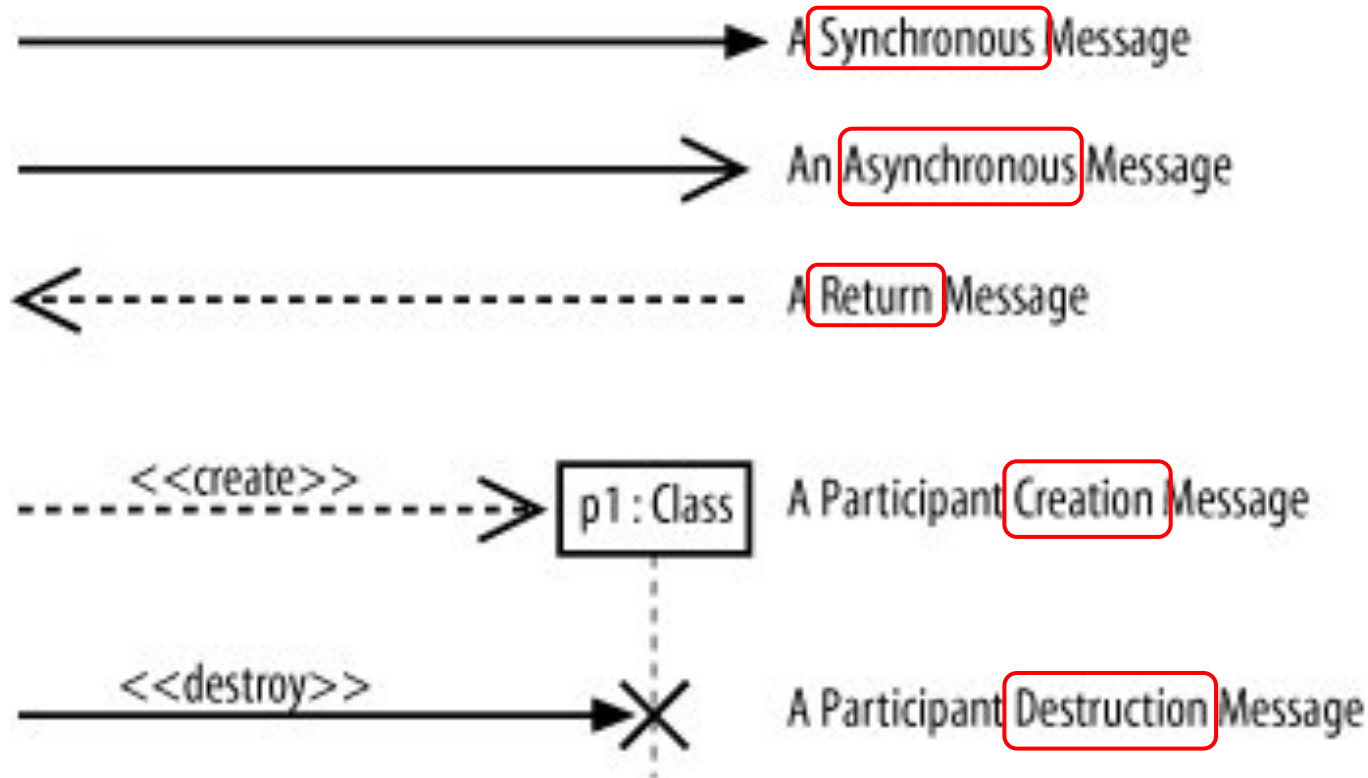 A Synchronous Message
An Asynchronous Message
A Return Message
<<create>>
p1 : Class
A Participant Creation Message
<<destroy>>
A Participant Destruction Message